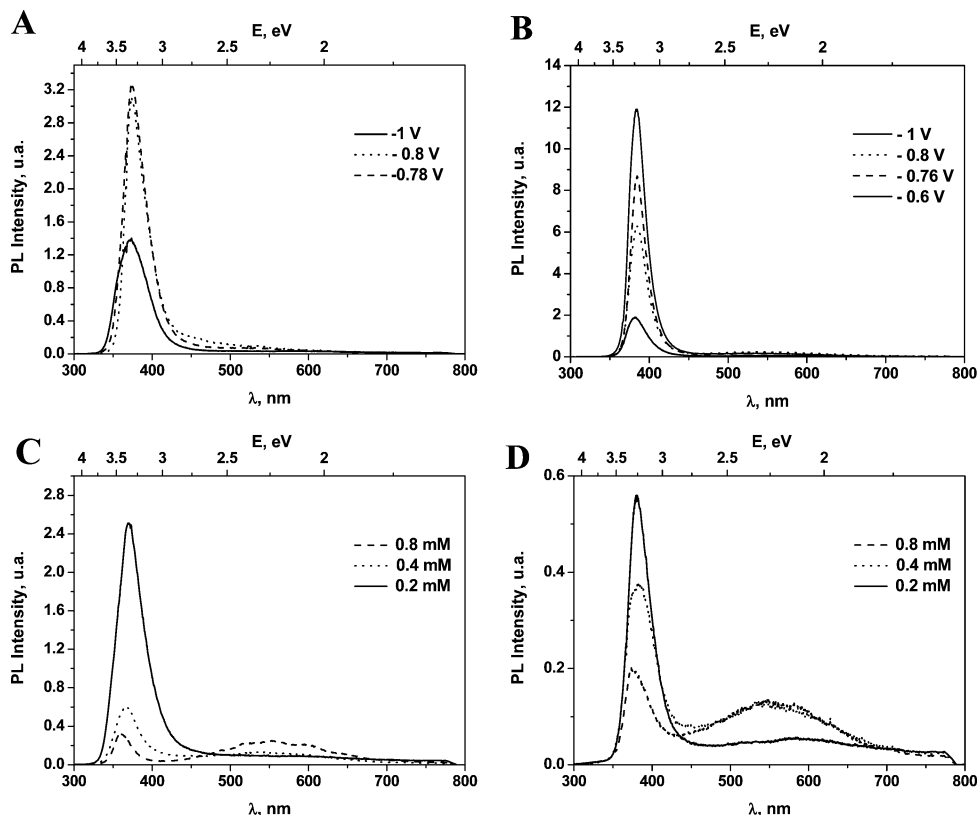 A
E, eV
4 3.5 3 2.5 2
PL Intensity, u.a.
3.2
2.8
2.4
2.0
1.6
1.2
0.8
0.4
0.0
-1 V
- 0.8 V
-0.78 V
300 400 500 600 700 800
λ, nm
B
E, eV
4 3.5 3 2.5 2
PL Intensity, u.a.
14
12
10
8
6
4
2
0
- 1 V
- 0.8 V
- 0.76 V
- 0.6 V
300 400 500 600 700 800
λ, nm
C
E, eV
4 3.5 3 2.5 2
PL Intensity, u.a.
2.8
2.4
2.0
1.6
1.2
0.8
0.4
0.0
0.8 mM
0.4 mM
0.2 mM
300 400 500 600 700 800
λ, nm
D
E, eV
4 3.5 3 2.5 2
PL Intensity, u.a.
0.6
0.4
0.2
0.0
0.8 mM
0.4 mM
0.2 mM
300 400 500 600 700 800
λ, nm